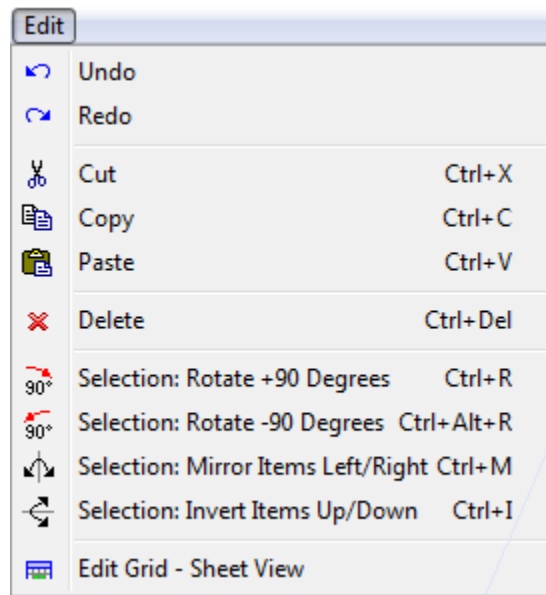 Edit
Undo
Redo
Cut Ctrl+X
Copy Ctrl+C
Paste Ctrl+V
Delete Ctrl+Del
90° Selection: Rotate +90 Degrees Ctrl+R
90° Selection: Rotate -90 Degrees Ctrl+Alt+R
Selection: Mirror Items Left/Right Ctrl+M
Selection: Invert Items Up/Down Ctrl+I
Edit Grid - Sheet View